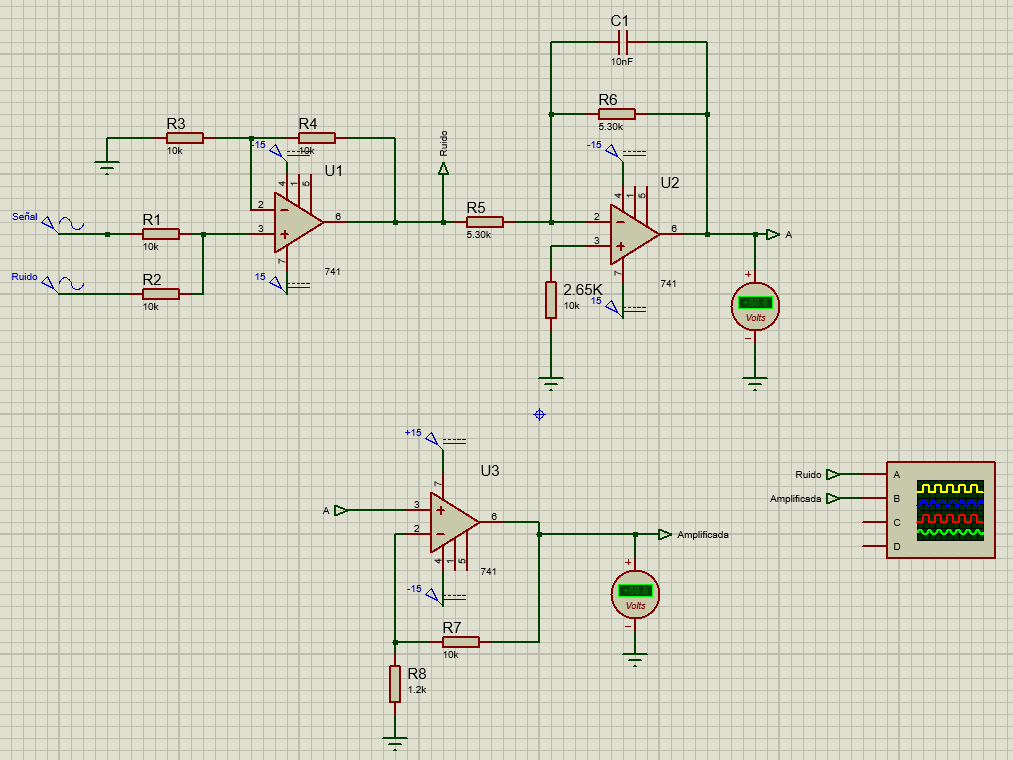 C1
10nF
R6
5.30k
R3
10k
R4
10k
-15
U1
4
1
5
2
3
6
7
741
15
Señal
R1
10k
Ruido
R2
10k
Ruido
R5
5.30k
-15
U2
4
1
5
2
3
6
7
741
15
2.65K
10k
A
+
Volts
-
+15
U3
7
A
3
2
6
4
1
5
741
-15
Amplificada
+
Volts
-
R7
10k
R8
1.2k
Ruido
A
Amplificada
B
C
D